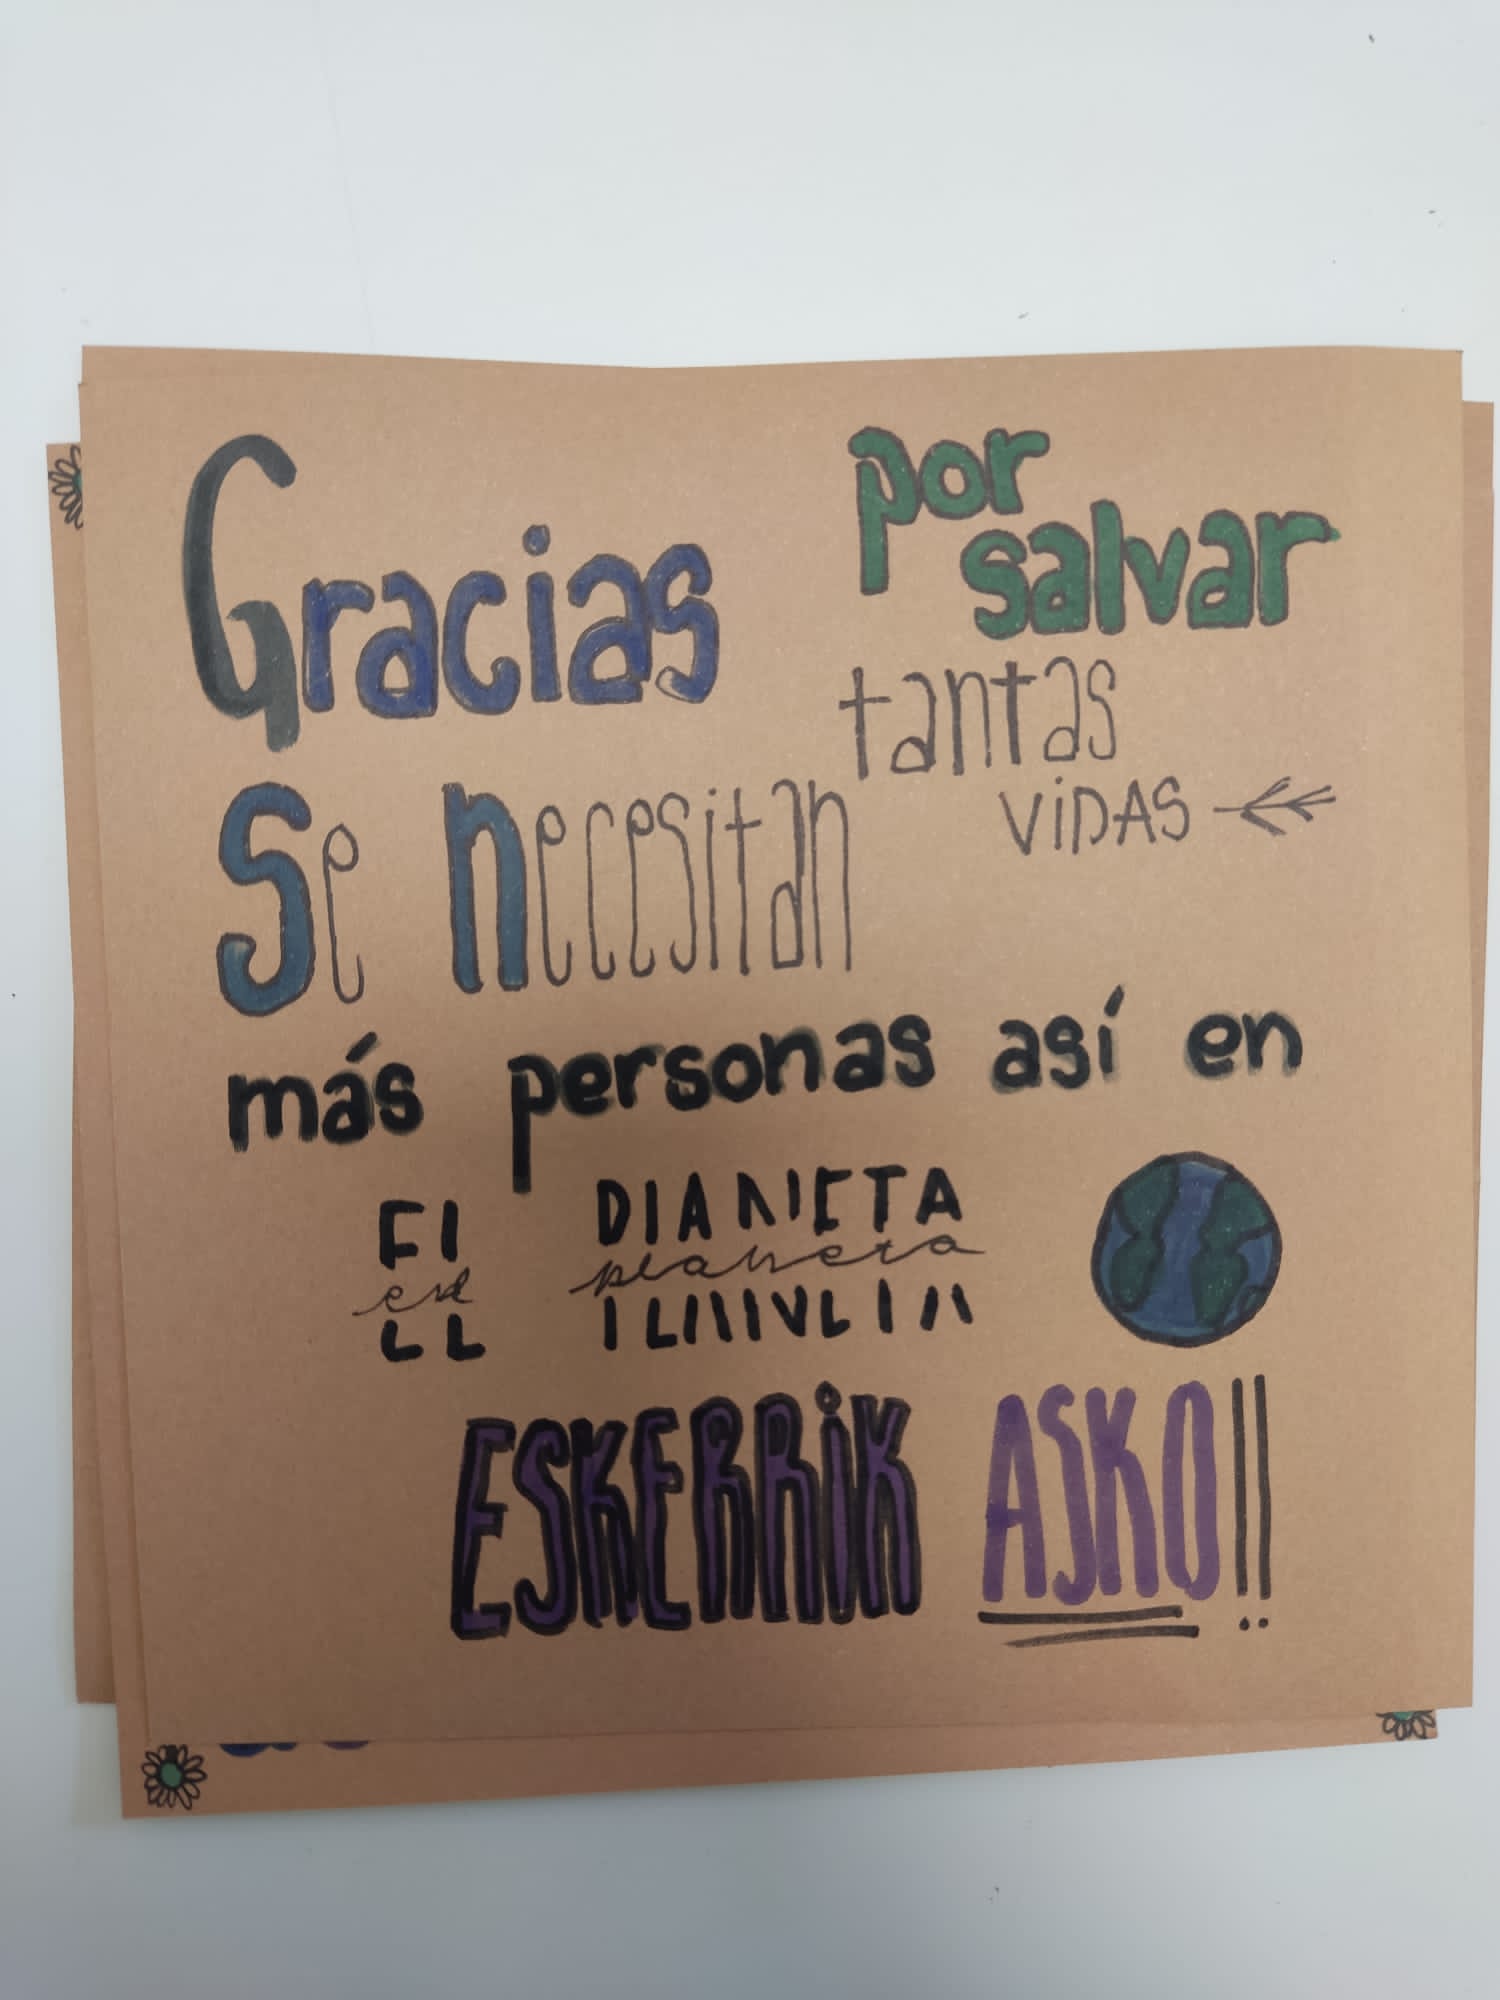 Gracias
por
salvar
tantas
VIDAS
Se necesitan
más personas así en
EL PLANETA
el planeta
ESKERRIK ASKO!!